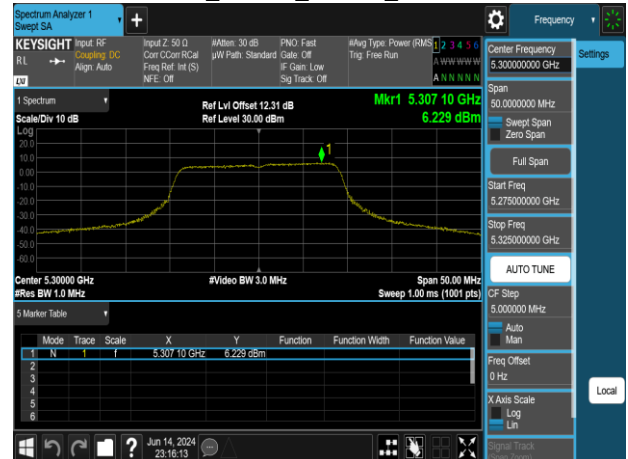 Spectrum Analyzer 1
Swept SA
Frequency
KEYSIGHT
RL
LXI
Input: RF
Coupling: DC
Align: Auto
Input Z: 50 Ω
Corr CCorr RCal
Freq Ref: Int (S)
NFE: Off
#Atten: 30 dB
µW Path: Standard
PNO: Fast
Gate: Off
IF Gain: Low
Sig Track: Off
#Avg Type: Power (RMS)
Trig: Free Run
1 2 3 4 5 6
A W W W W W
A N N N N N
1 Spectrum
Scale/Div 10 dB
Ref Lvl Offset 12.31 dB
Ref Level 30.00 dBm
Mkr1 5.307 10 GHz
6.229 dBm
Log
20.0
10.0
0.00
-10.0
-20.0
-30.0
-40.0
-50.0
-60.0
1
Center 5.30000 GHz
#Res BW 1.0 MHz
#Video BW 3.0 MHz
Span 50.00 MHz
Sweep 1.00 ms (1001 pts)
5 Marker Table
Mode Trace Scale X Y Function Function Width Function Value
1 N 1 f 5.307 10 GHz 6.229 dBm
2
3
4
5
6
Jun 14, 2024
23:16:13
Center Frequency
5.300000000 GHz
Settings
Span
50.0000000 MHz
Swept Span
Zero Span
Full Span
Start Freq
5.275000000 GHz
Stop Freq
5.325000000 GHz
AUTO TUNE
CF Step
5.000000 MHz
Auto
Man
Freq Offset
0 Hz
X Axis Scale
Log
Lin
Local
Signal Track
(Span Zoom)